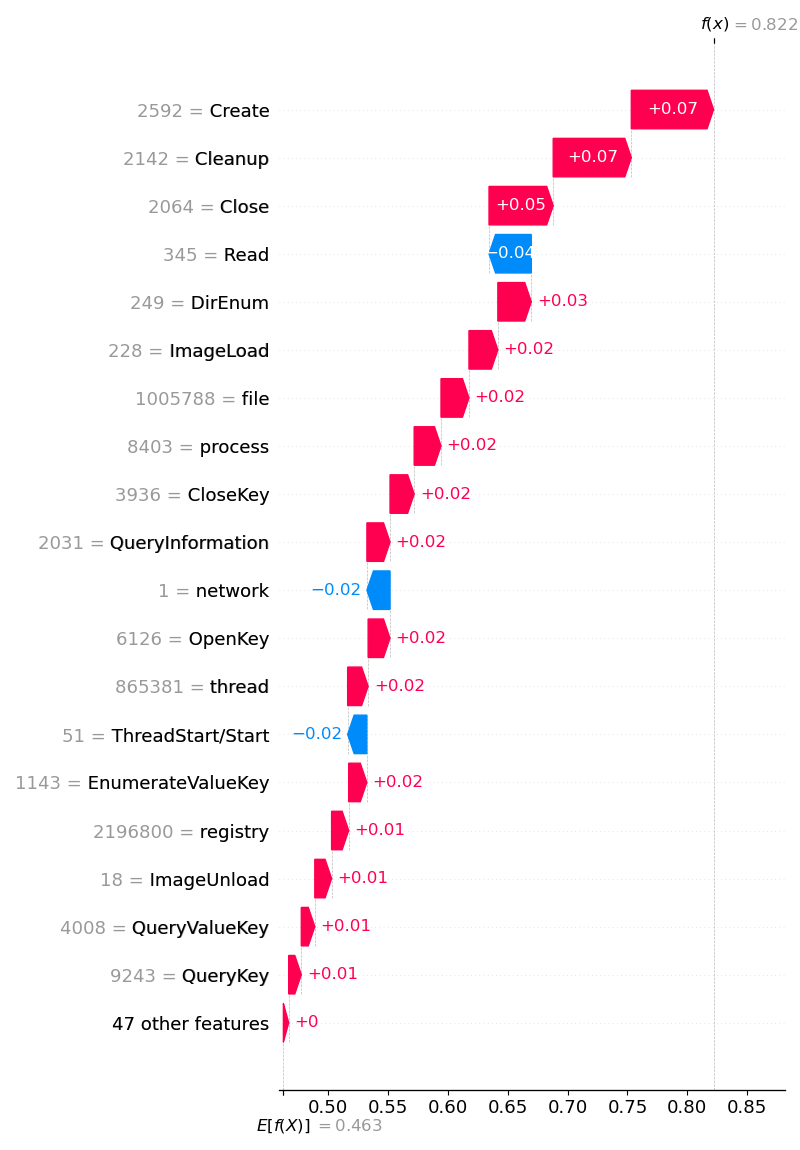 f(x) = 0.822
2592 = Create
+0.07
2142 = Cleanup
+0.07
2064 = Close
+0.05
345 = Read
−0.04
249 = DirEnum
+0.03
228 = ImageLoad
+0.02
1005788 = file
+0.02
8403 = process
+0.02
3936 = CloseKey
+0.02
2031 = QueryInformation
+0.02
1 = network
−0.02
6126 = OpenKey
+0.02
865381 = thread
+0.02
51 = ThreadStart/Start
−0.02
1143 = EnumerateValueKey
+0.02
2196800 = registry
+0.01
18 = ImageUnload
+0.01
4008 = QueryValueKey
+0.01
9243 = QueryKey
+0.01
47 other features
+0
0.50 0.55 0.60 0.65 0.70 0.75 0.80 0.85
E[f(X)] = 0.463